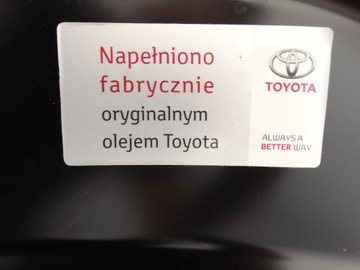 Napełniono
fabrycznie
oryginalnym
olejem Toyota
TOYOTA
ALWAYS A
BETTER WAY